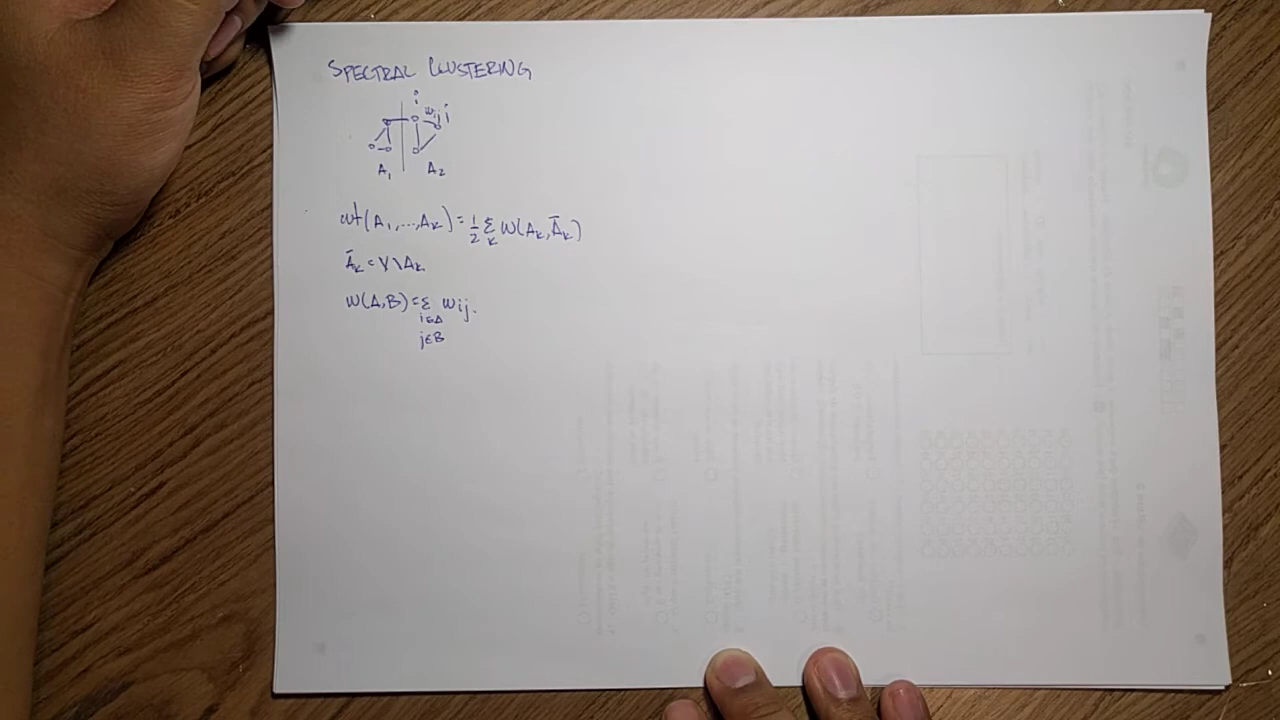 SPECTRAL CLUSTERING
i
wij j
A₁ A₂
cut(A₁,...,Aₖ) = 1/2 Σₖ W(Aₖ, Āₖ)
Āₖ = V \ Aₖ
W(A,B) = Σ wij.
i∈A
j∈B